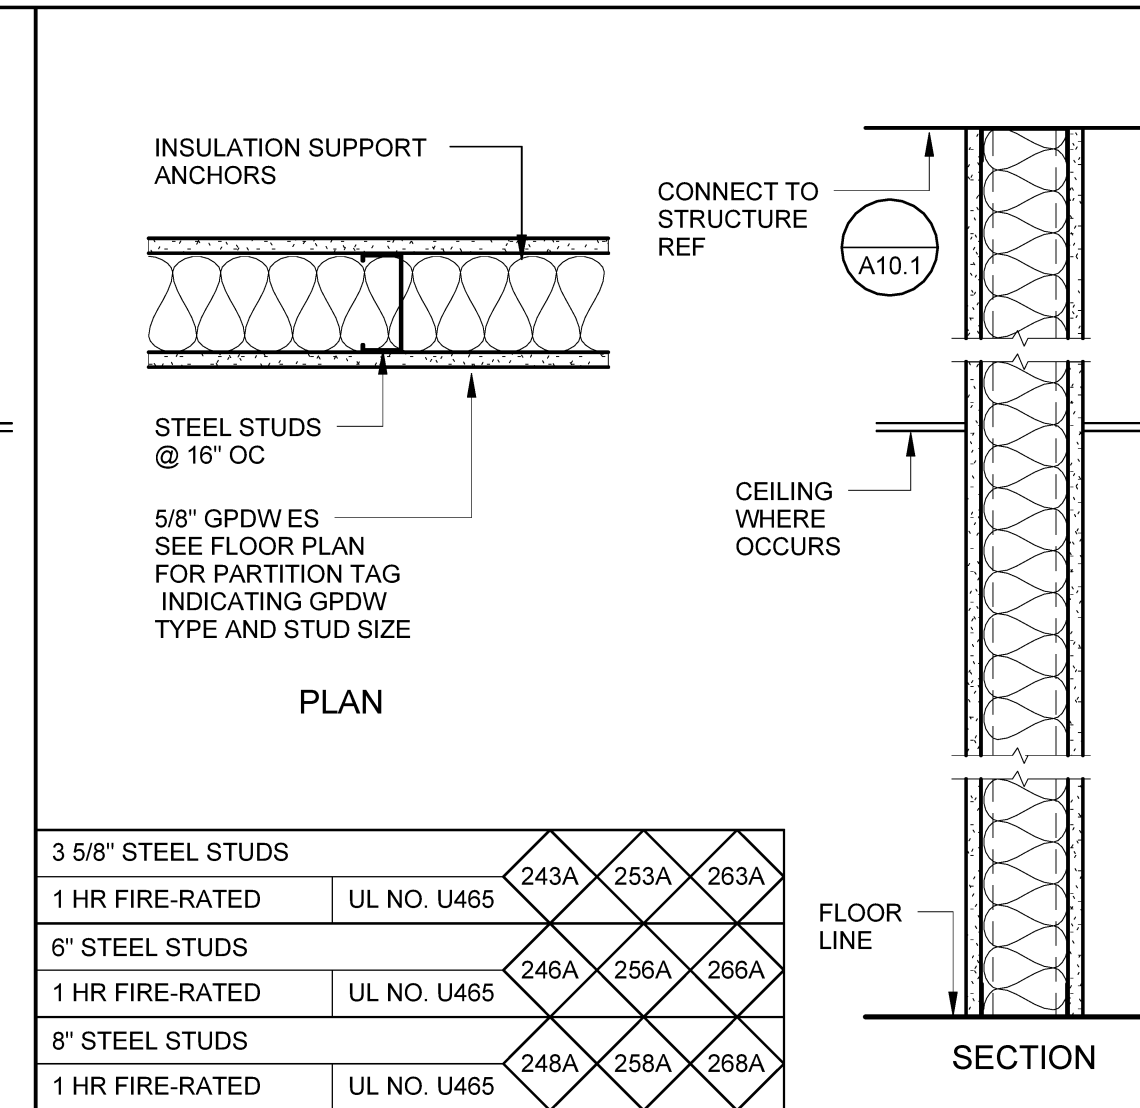 INSULATION SUPPORT
ANCHORS
CONNECT TO
STRUCTURE
REF
A10.1
STEEL STUDS
@ 16" OC
5/8" GPDW ES
SEE FLOOR PLAN
FOR PARTITION TAG
INDICATING GPDW
TYPE AND STUD SIZE
PLAN
CEILING
WHERE
OCCURS
3 5/8" STEEL STUDS
1 HR FIRE-RATED UL NO. U465
243A 253A 263A
6" STEEL STUDS
1 HR FIRE-RATED UL NO. U465
246A 256A 266A
8" STEEL STUDS
1 HR FIRE-RATED UL NO. U465
248A 258A 268A
FLOOR
LINE
SECTION